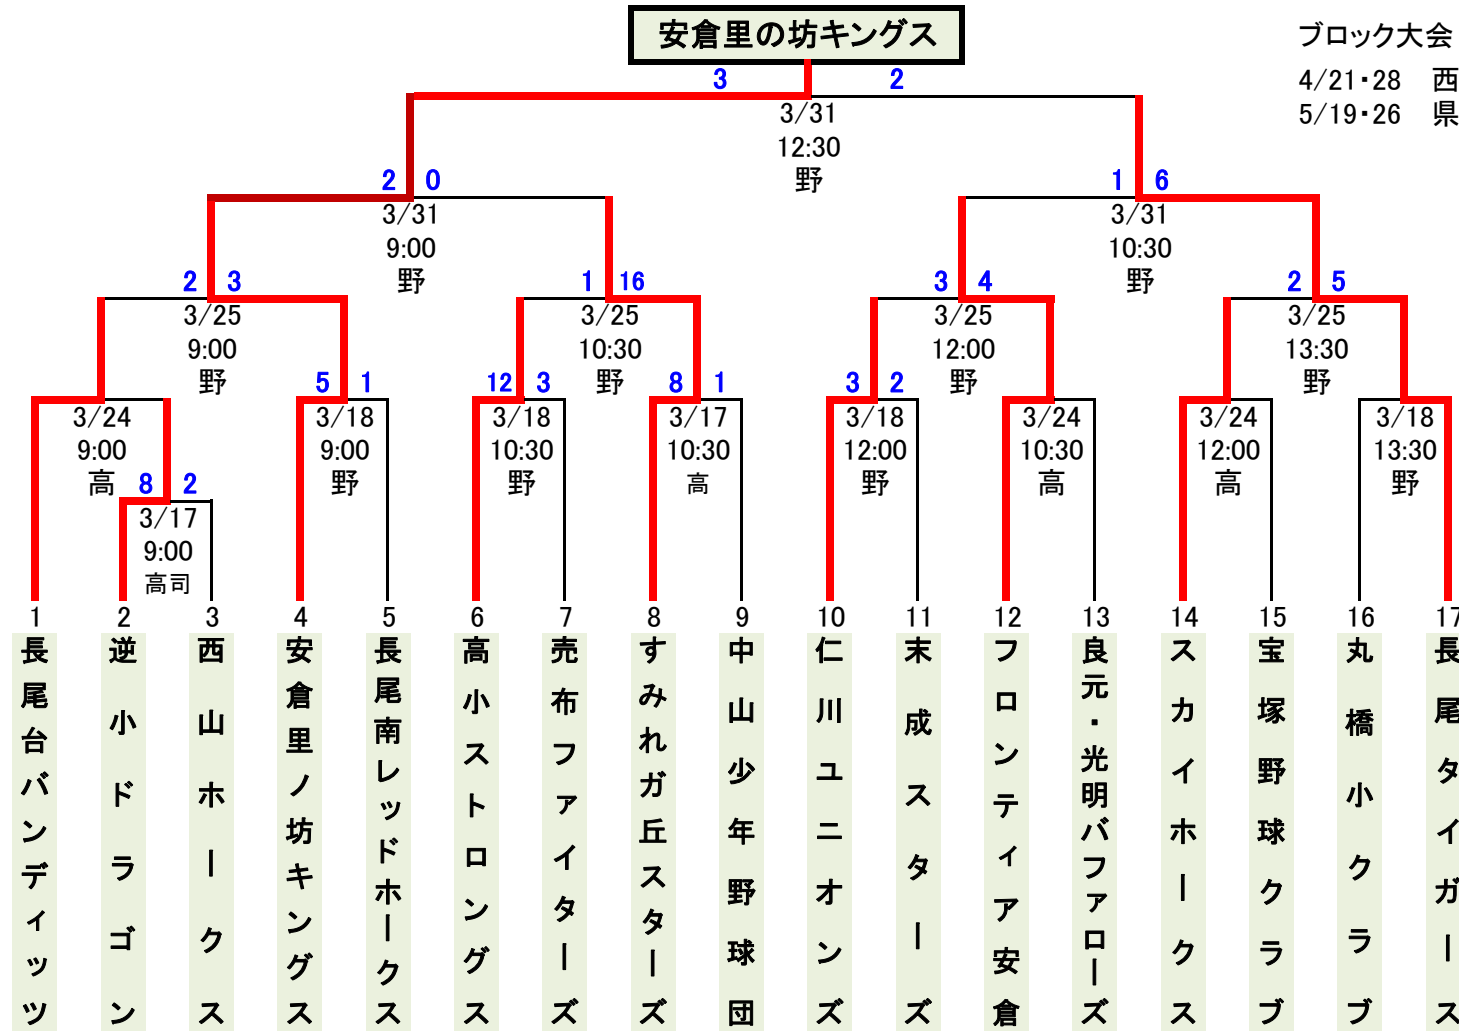 安倉里の坊キングス
ブロック大会
4/21・28 西
5/19・26 県
3 2
3/31
12:30
野
2 0
3/31
9:00
野
1 6
3/31
10:30
野
2 3
3/25
9:00
野
1 16
3/25
10:30
野
3 4
3/25
12:00
野
2 5
3/25
13:30
野
3/24
9:00
高
5 1
3/18
9:00
野
12 3
3/18
10:30
野
8 1
3/17
10:30
高
3 2
3/18
12:00
野
3/24
10:30
高
3/24
12:00
高
3/18
13:30
野
8 2
3/17
9:00
高司
1 2 3 4 5 6 7 8 9 10 11 12 13 14 15 16 17
長尾台バンディッツ
逆小ドラゴン
西山ホークス
安倉里ノ坊キングス
長尾南レッドホークス
高小ストロングス
売布ファイターズ
すみれガ丘スターズ
中山少年野球団
仁川ユニオンズ
末成スターズ
フロンティア安倉
良元・光明バファローズ
スカイホークス
宝塚野球クラブ
丸橋小クラブ
長尾タイガース